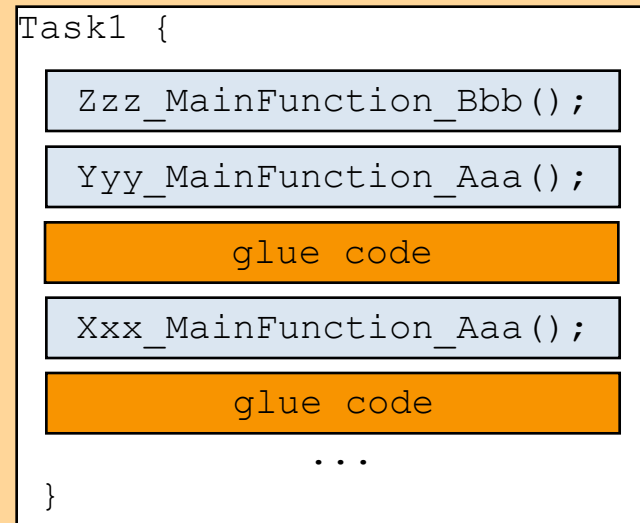 Task1 {
Zzz_MainFunction_Bbb();
Yyy_MainFunction_Aaa();
glue code
Xxx_MainFunction_Aaa();
glue code
...
}